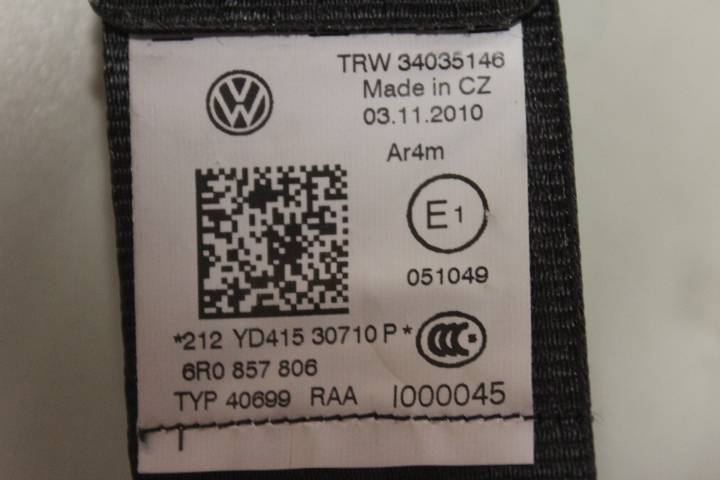 TRW 34035146
Made in CZ
03.11.2010
Ar4m
E1
051049
*212 YD415 30710 P*
CCC S
6R0 857 806
TYP 40699 RAA I000045